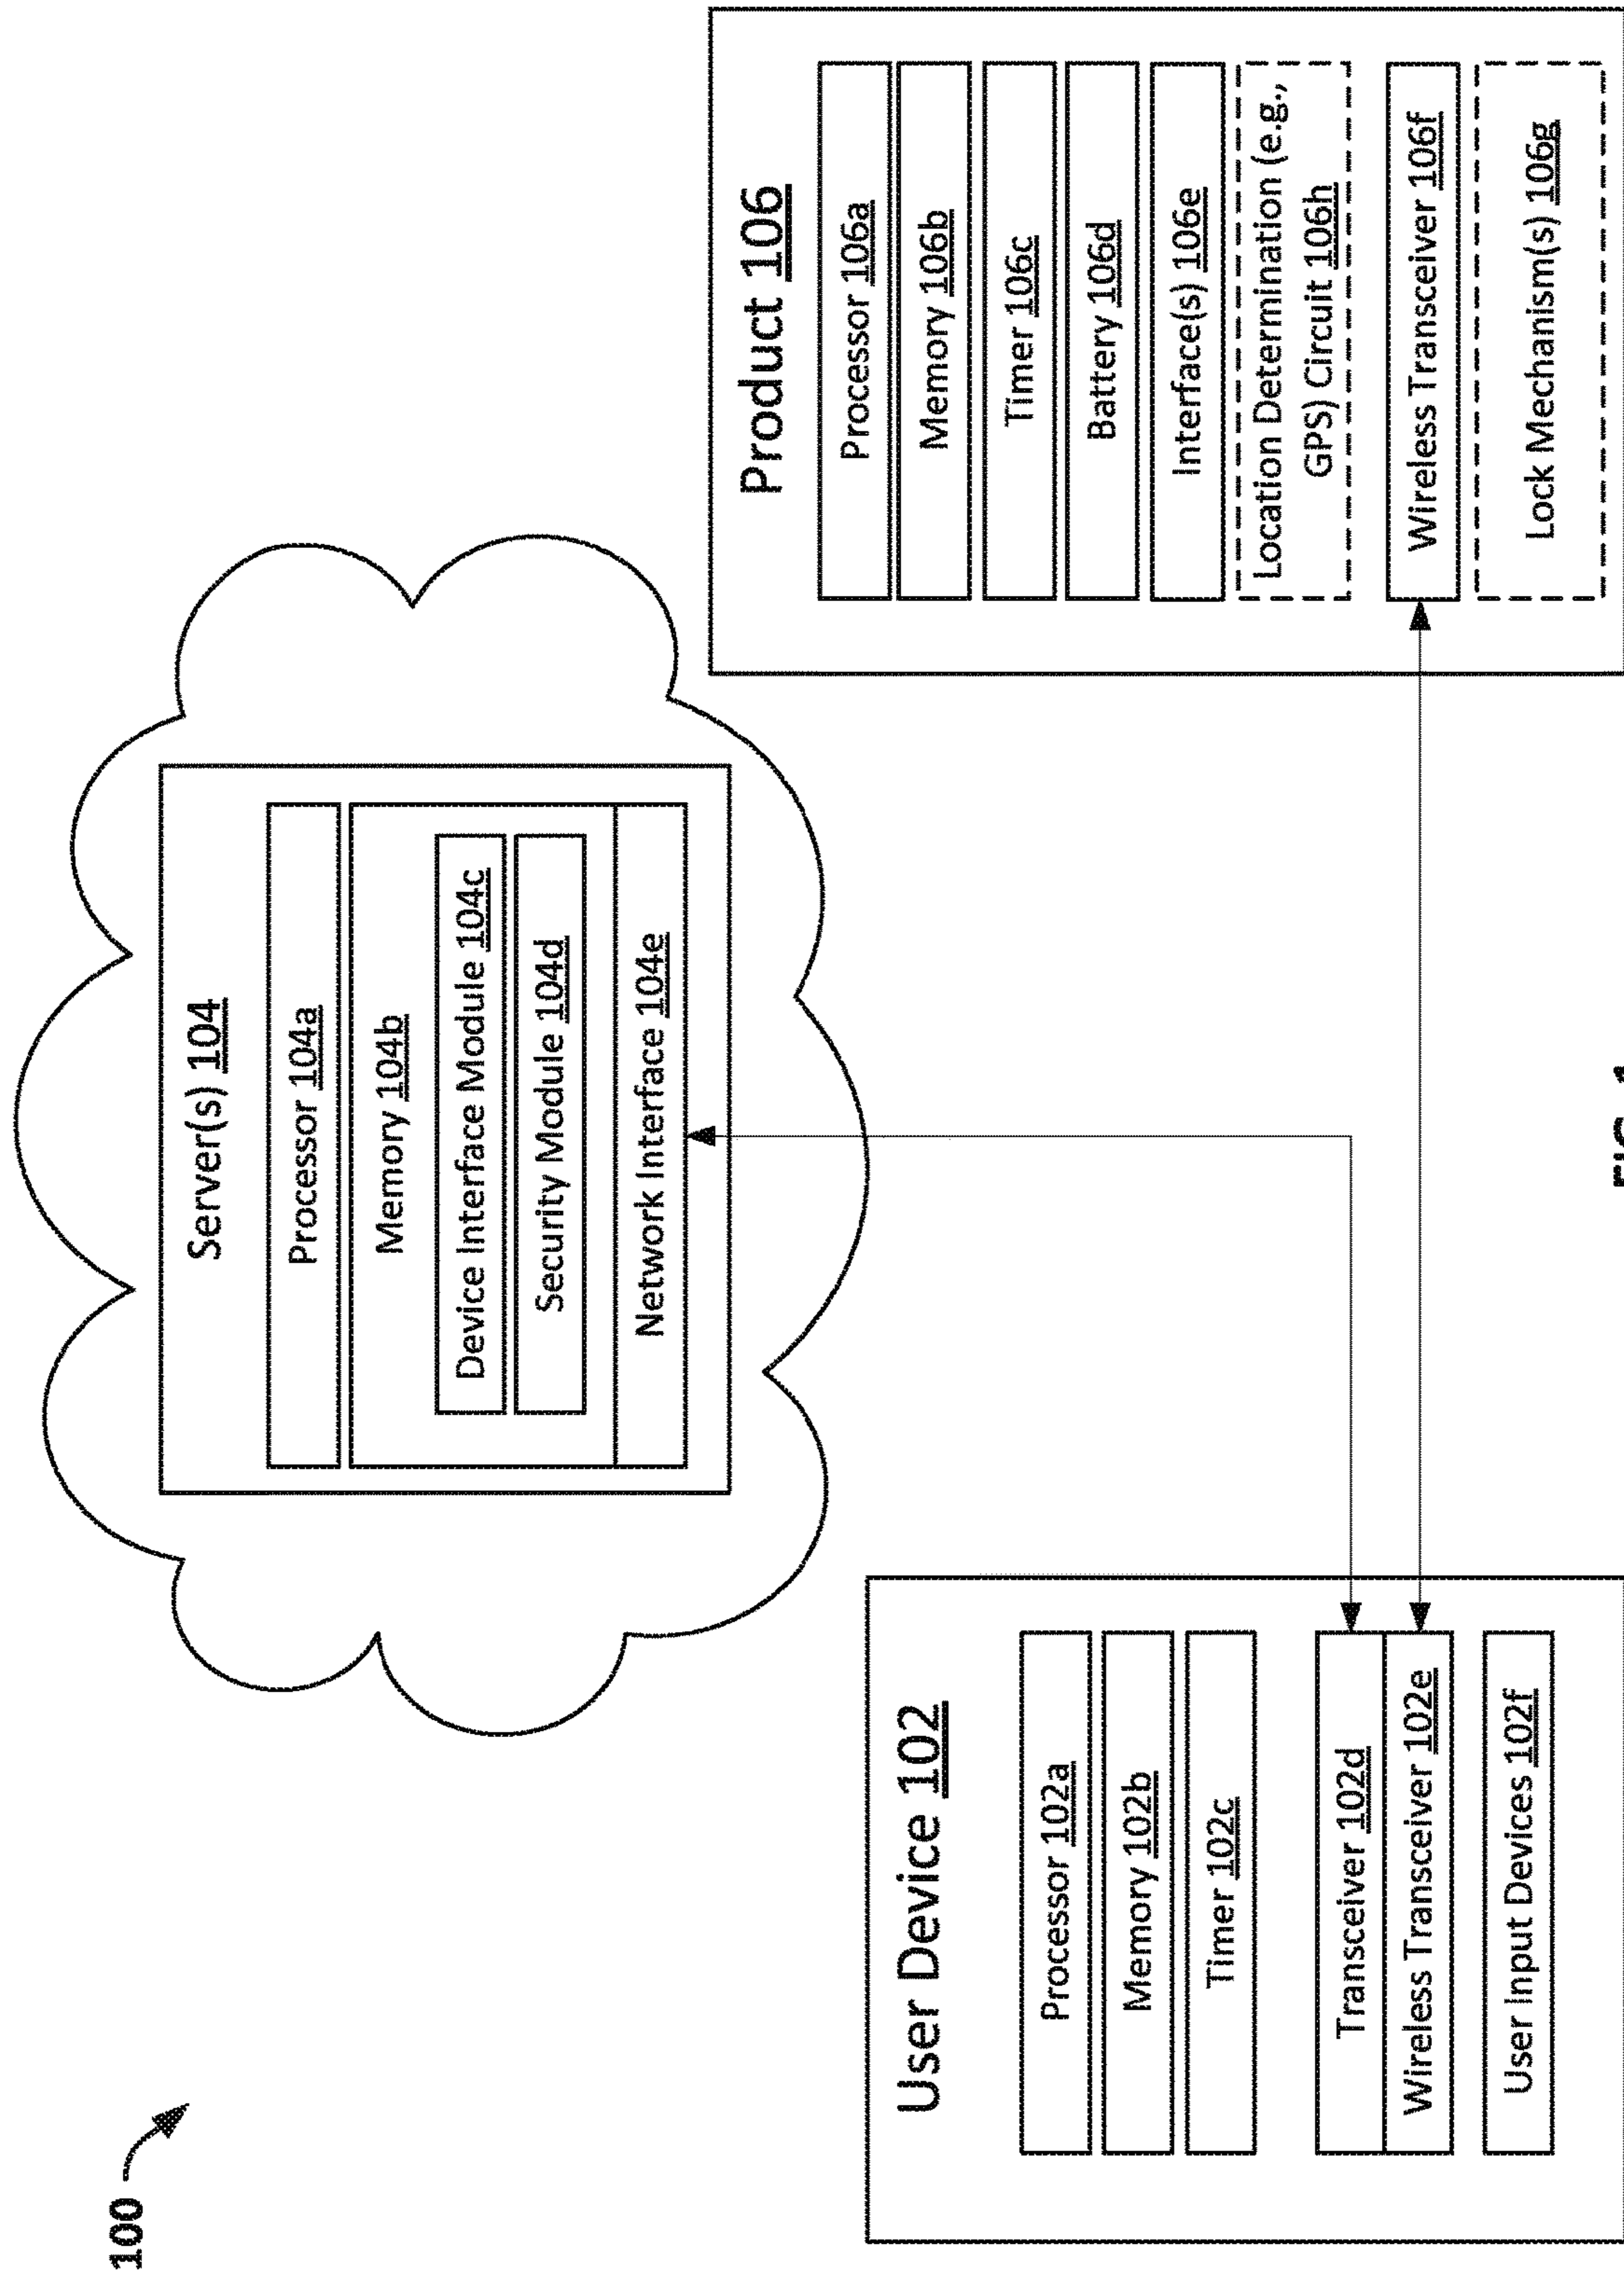 100
Server(s) 104
Processor 104a
Memory 104b
Device Interface Module 104c
Security Module 104d
Network Interface 104e
User Device 102
Processor 102a
Memory 102b
Timer 102c
Transceiver 102d
Wireless Transceiver 102e
User Input Devices 102f
Product 106
Processor 106a
Memory 106b
Timer 106c
Battery 106d
Interface(s) 106e
Location Determination (e.g.,
GPS) Circuit 106h
Wireless Transceiver 106f
Lock Mechanism(s) 106g
FIG. 1